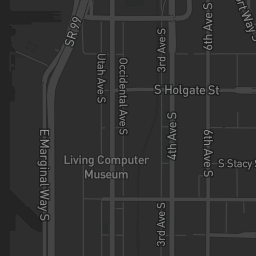 SR 99
Utah Ave S
Occidental Ave S
3rd Ave S
6th Ave S
S Holgate St
E Marginal Way S
4th Ave S
6th Ave S
Living Computer
Museum
S Stacy S
3rd Ave S